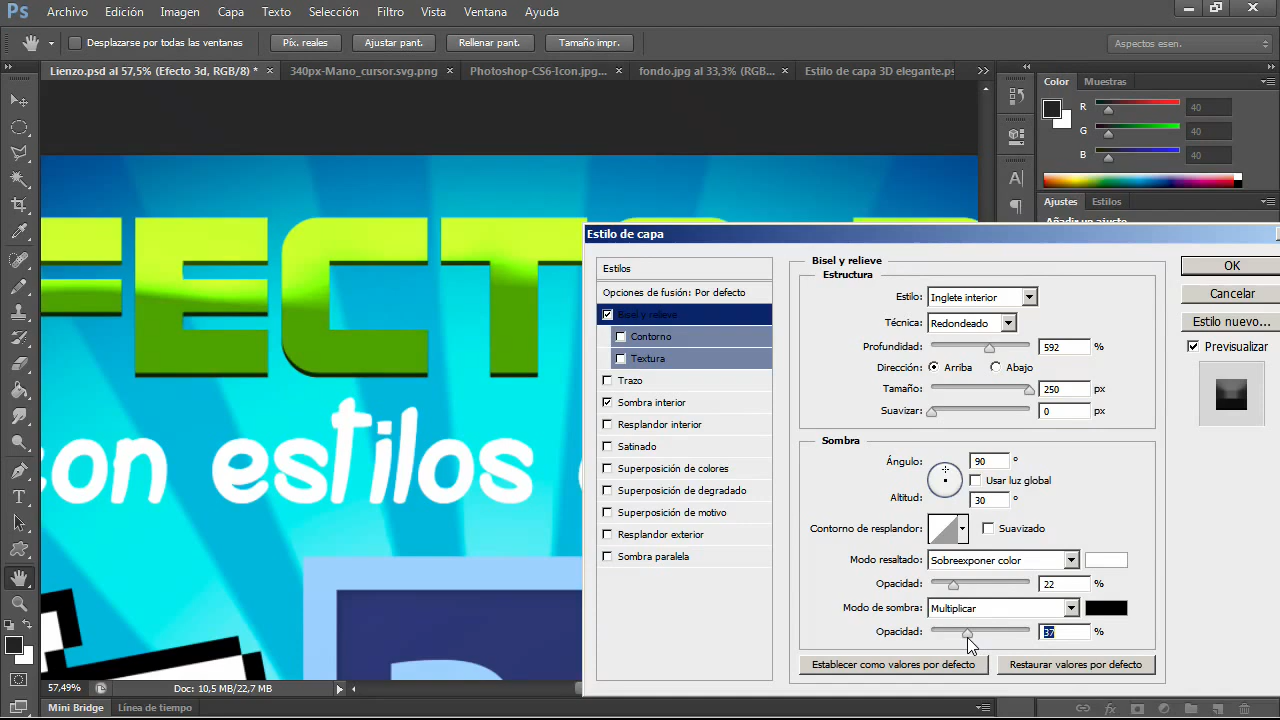 Ps Archivo Edición Imagen Capa Texto Selección Filtro Vista Ventana Ayuda
Desplazarse por todas las ventanas Píx. reales Ajustar pant. Rellenar pant. Tamaño impr. Aspectos esen.
Lienzo.psd al 57,5% (Efecto 3d, RGB/8) * 340px-Mano_cursor.svg.png Photoshop-CS6-Icon.jpg... fondo.jpg al 33,3% (RGB... Estilo de capa 3D elegante.ps
Color Muestras
R 40
G 40
B 40
Ajustes Estilos
Añadir un ajuste
FECTO
con estilos
Estilo de capa
Estilos
Opciones de fusión: Por defecto
Bisel y relieve
Contorno
Textura
Trazo
Sombra interior
Resplandor interior
Satinado
Superposición de colores
Superposición de degradado
Superposición de motivo
Resplandor exterior
Sombra paralela
Bisel y relieve
Estructura
Estilo: Inglete interior
Técnica: Redondeado
Profundidad: 592 %
Dirección: Arriba Abajo
Tamaño: 250 px
Suavizar: 0 px
Sombra
Ángulo: 90 °
Usar luz global
Altitud: 30 °
Contorno de resplandor: Suavizado
Modo resaltado: Sobreexponer color
Opacidad: 22 %
Modo de sombra: Multiplicar
Opacidad: 37 %
Establecer como valores por defecto Restaurar valores por defecto
OK
Cancelar
Estilo nuevo...
Previsualizar
57,49% Doc: 10,5 MB/22,7 MB
Mini Bridge Línea de tiempo